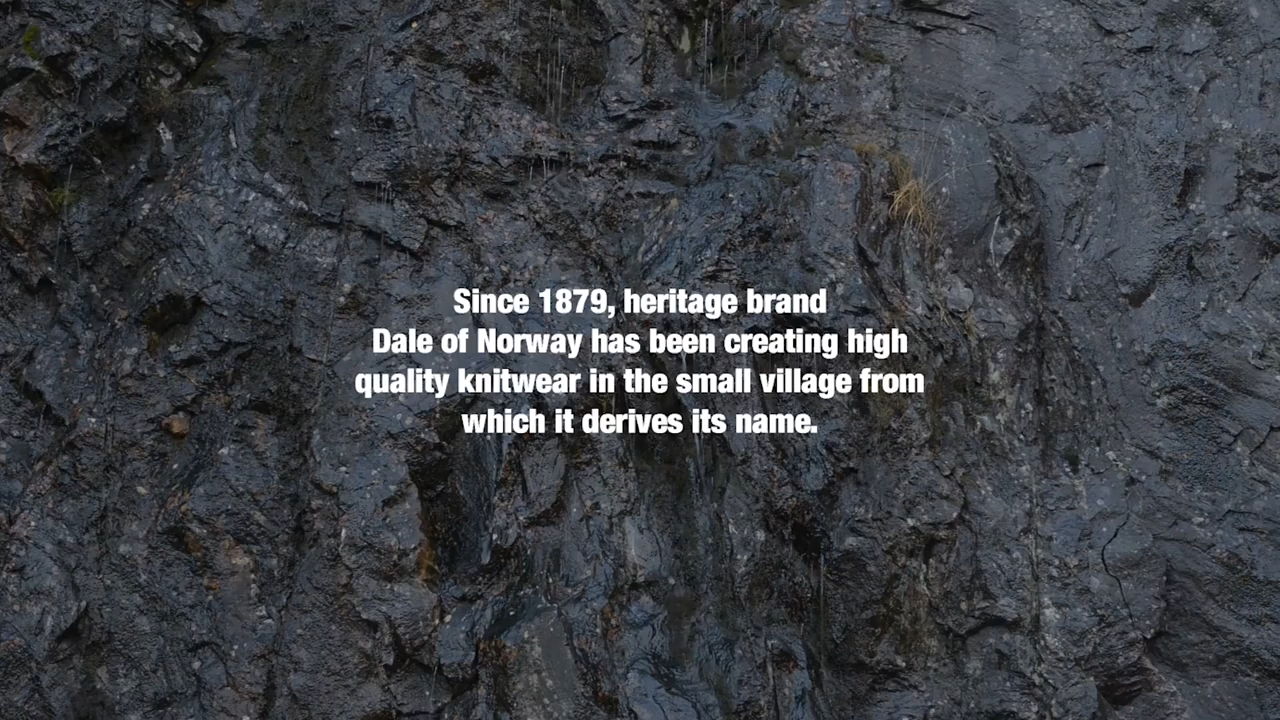 Since 1879, heritage brand
Dale of Norway has been creating high
quality knitwear in the small village from
which it derives its name.